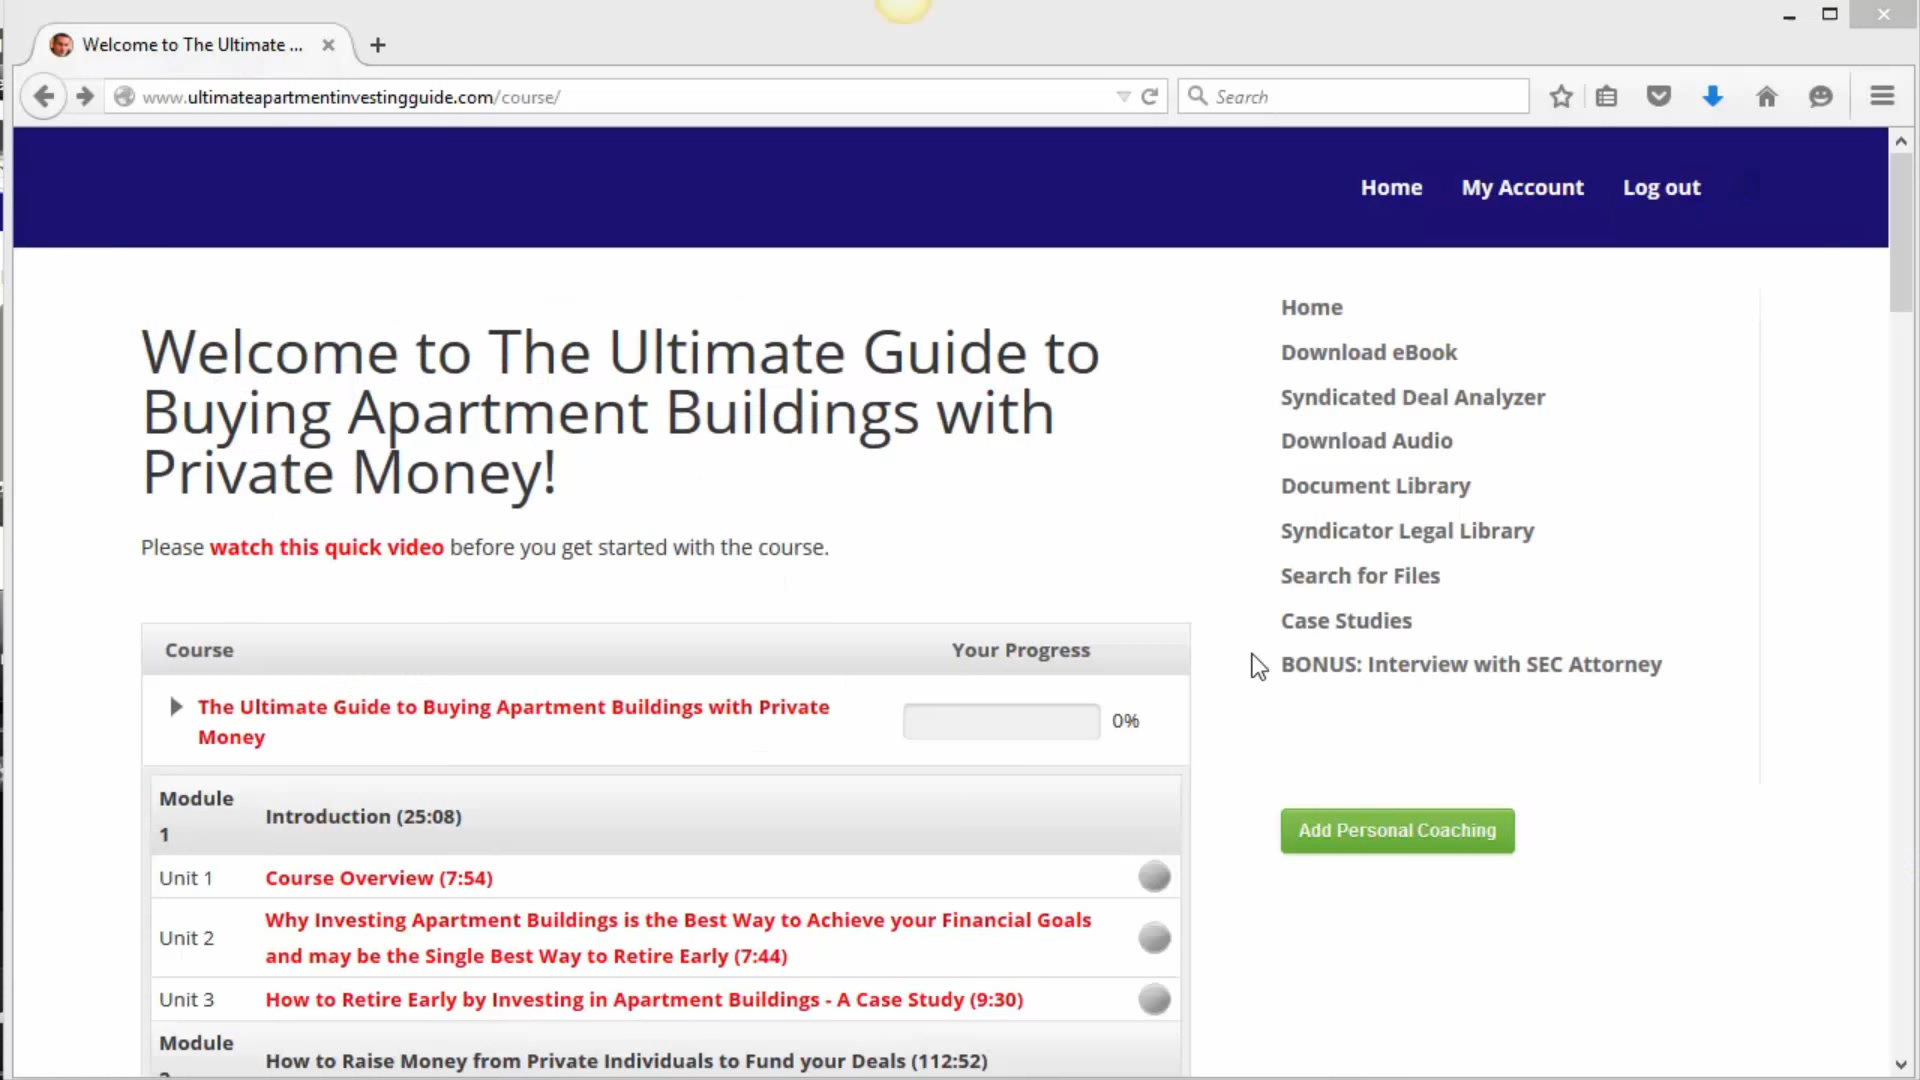 Welcome to The Ultimate ...
www.ultimateapartmentinvestingguide.com/course/
Search
Home
My Account
Log out
Welcome to The Ultimate Guide to
Buying Apartment Buildings with
Private Money!
Please watch this quick video before you get started with the course.
Course
Your Progress
The Ultimate Guide to Buying Apartment Buildings with Private
Money
0%
Module
1
Introduction (25:08)
Unit 1
Course Overview (7:54)
Unit 2
Why Investing Apartment Buildings is the Best Way to Achieve your Financial Goals
and may be the Single Best Way to Retire Early (7:44)
Unit 3
How to Retire Early by Investing in Apartment Buildings - A Case Study (9:30)
Module
How to Raise Money from Private Individuals to Fund your Deals (112:52)
Home
Download eBook
Syndicated Deal Analyzer
Download Audio
Document Library
Syndicator Legal Library
Search for Files
Case Studies
BONUS: Interview with SEC Attorney
Add Personal Coaching